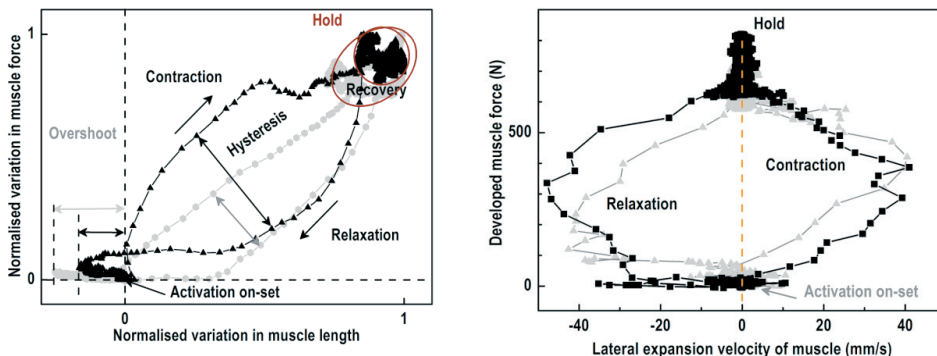 Hold
1
Normalised variation in muscle force
Contraction
Recovery
Overshoot
Hysteresis
Relaxation
0
Activation on-set
0
1
Normalised variation in muscle length
Hold
Developed muscle force (N)
500
Contraction
Relaxation
0
Activation on-set
-40
-20
0
20
40
Lateral expansion velocity of muscle (mm/s)